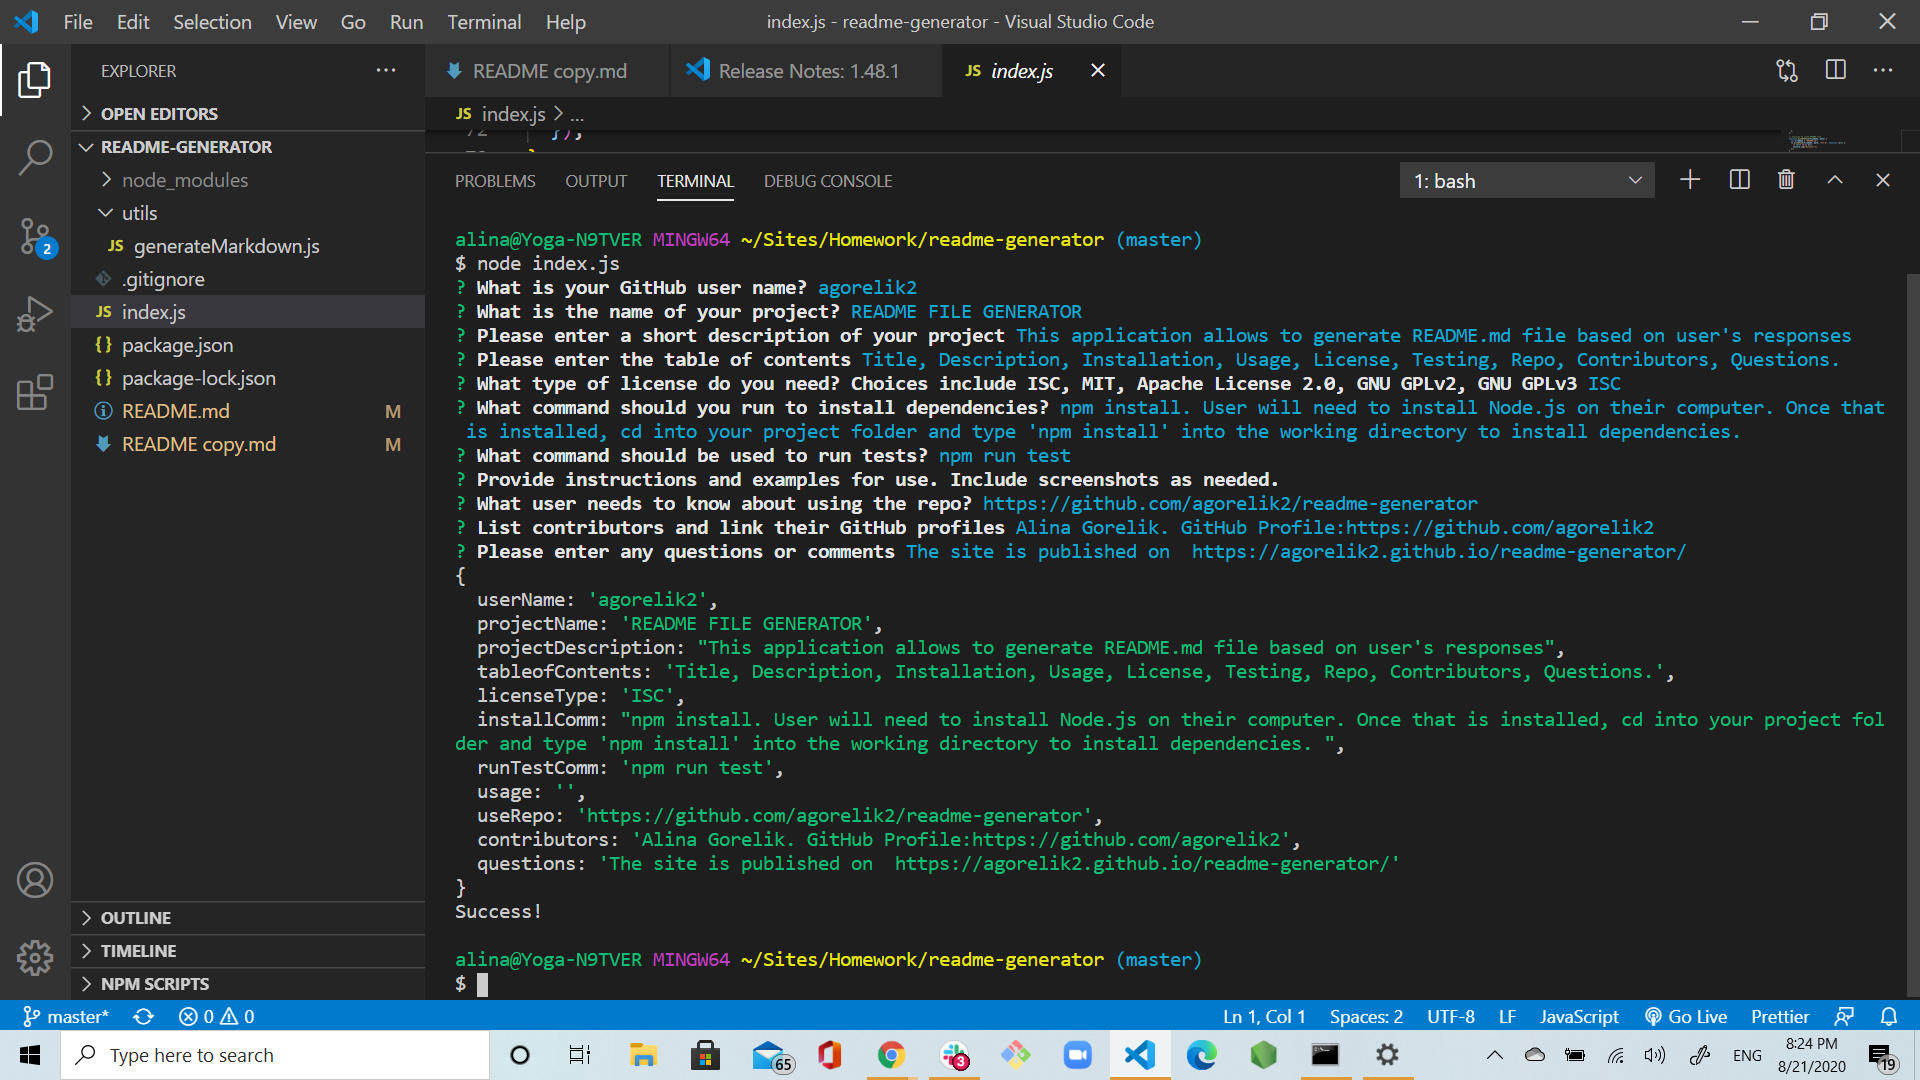 File Edit Selection View Go Run Terminal Help
index.js - readme-generator - Visual Studio Code
EXPLORER
OPEN EDITORS
README-GENERATOR
node_modules
utils
JS generateMarkdown.js
.gitignore
JS index.js
{} package.json
{} package-lock.json
README.md M
README copy.md M
OUTLINE
TIMELINE
NPM SCRIPTS
2
README copy.md
Release Notes: 1.48.1
JS index.js
JS index.js > ...
72 });
PROBLEMS OUTPUT TERMINAL DEBUG CONSOLE
1: bash
alina@Yoga-N9TVER MINGW64 ~/Sites/Homework/readme-generator (master)
$ node index.js
? What is your GitHub user name? agorelik2
? What is the name of your project? README FILE GENERATOR
? Please enter a short description of your project This application allows to generate README.md file based on user's responses
? Please enter the table of contents Title, Description, Installation, Usage, License, Testing, Repo, Contributors, Questions.
? What type of license do you need? Choices include ISC, MIT, Apache License 2.0, GNU GPLv2, GNU GPLv3 ISC
? What command should you run to install dependencies? npm install. User will need to install Node.js on their computer. Once that
is installed, cd into your project folder and type 'npm install' into the working directory to install dependencies.
? What command should be used to run tests? npm run test
? Provide instructions and examples for use. Include screenshots as needed.
? What user needs to know about using the repo? https://github.com/agorelik2/readme-generator
? List contributors and link their GitHub profiles Alina Gorelik. GitHub Profile:https://github.com/agorelik2
? Please enter any questions or comments The site is published on  https://agorelik2.github.io/readme-generator/
{
userName: 'agorelik2',
projectName: 'README FILE GENERATOR',
projectDescription: "This application allows to generate README.md file based on user's responses",
tableofContents: 'Title, Description, Installation, Usage, License, Testing, Repo, Contributors, Questions.',
licenseType: 'ISC',
installComm: "npm install. User will need to install Node.js on their computer. Once that is installed, cd into your project fol
der and type 'npm install' into the working directory to install dependencies. ",
runTestComm: 'npm run test',
usage: '',
useRepo: 'https://github.com/agorelik2/readme-generator',
contributors: 'Alina Gorelik. GitHub Profile:https://github.com/agorelik2',
questions: 'The site is published on  https://agorelik2.github.io/readme-generator/'
}
Success!
alina@Yoga-N9TVER MINGW64 ~/Sites/Homework/readme-generator (master)
$
master* 0 0
Ln 1, Col 1 Spaces: 2 UTF-8 LF JavaScript Go Live Prettier
Type here to search
65
3
ENG
8:24 PM
8/21/2020
19